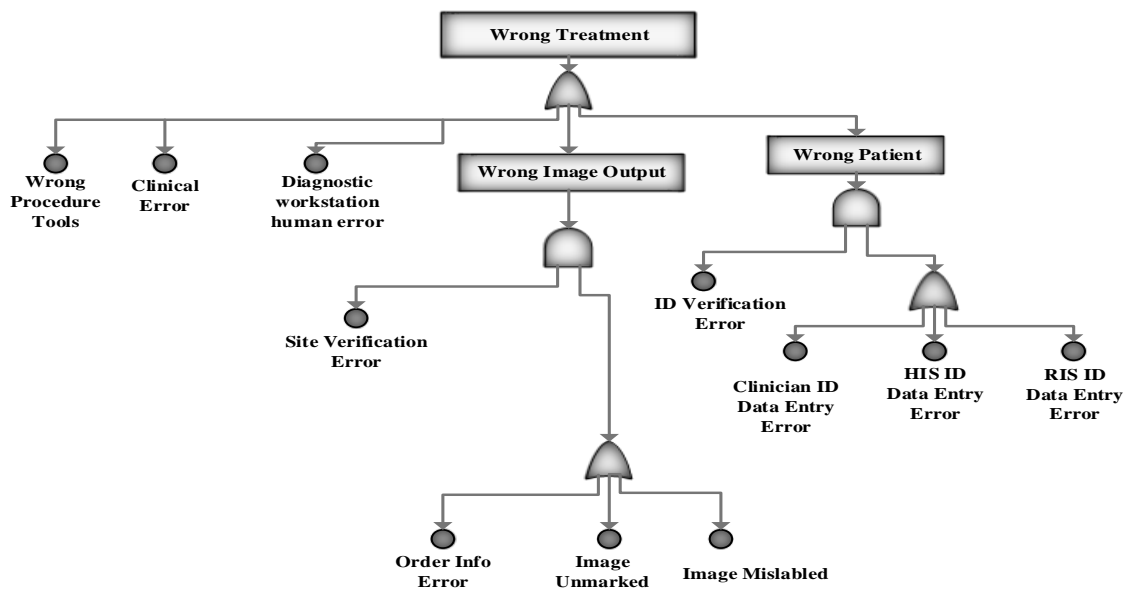 Wrong Treatment
Wrong Procedure Tools
Clinical Error
Diagnostic workstation human error
Wrong Image Output
Wrong Patient
Site Verification Error
ID Verification Error
Clinician ID Data Entry Error
HIS ID Data Entry Error
RIS ID Data Entry Error
Order Info Error
Image Unmarked
Image Mislabled